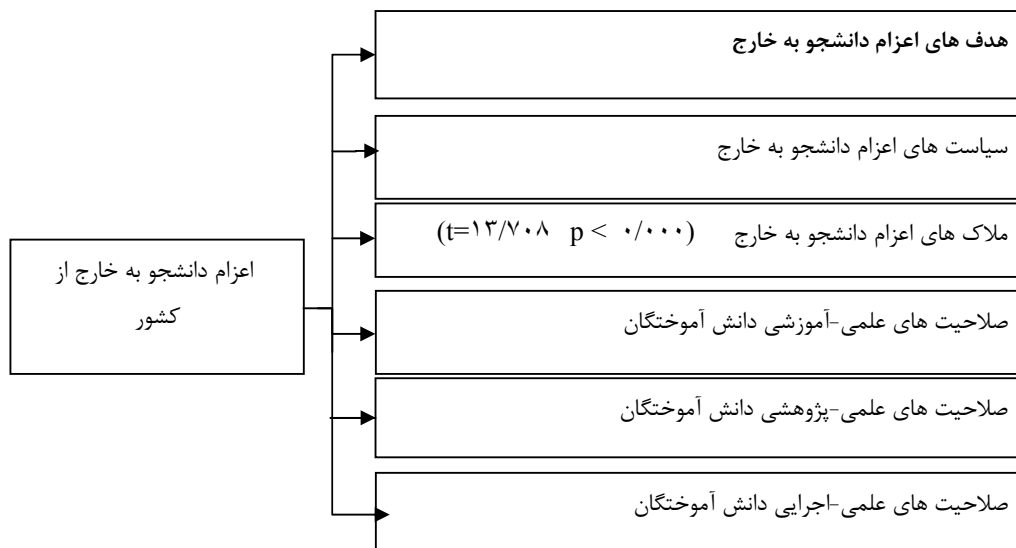 هدف های اعزام دانشجو به خارج
سیاست های اعزام دانشجو به خارج
ملاک های اعزام دانشجو به خارج (t=۱۳/۷۰۸ p < ۰/۰۰۰)
اعزام دانشجو به خارج از
کشور
صلاحیت های علمی-آموزشی دانش آموختگان
صلاحیت های علمی-پژوهشی دانش آموختگان
صلاحیت های علمی-اجرایی دانش آموختگان